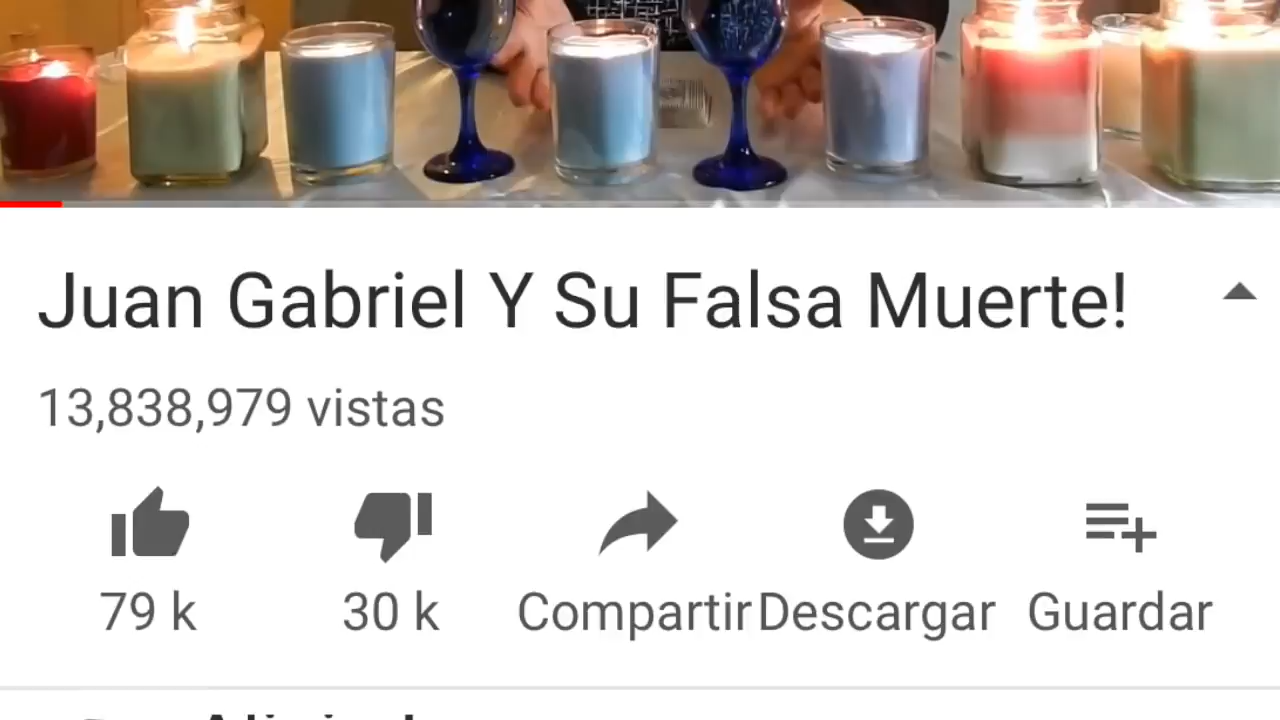 Juan Gabriel Y Su Falsa Muerte!
13,838,979 vistas
79 k 30 k Compartir Descargar Guardar